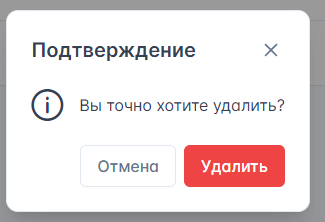 Подтверждение
Вы точно хотите удалить?
Отмена
Удалить